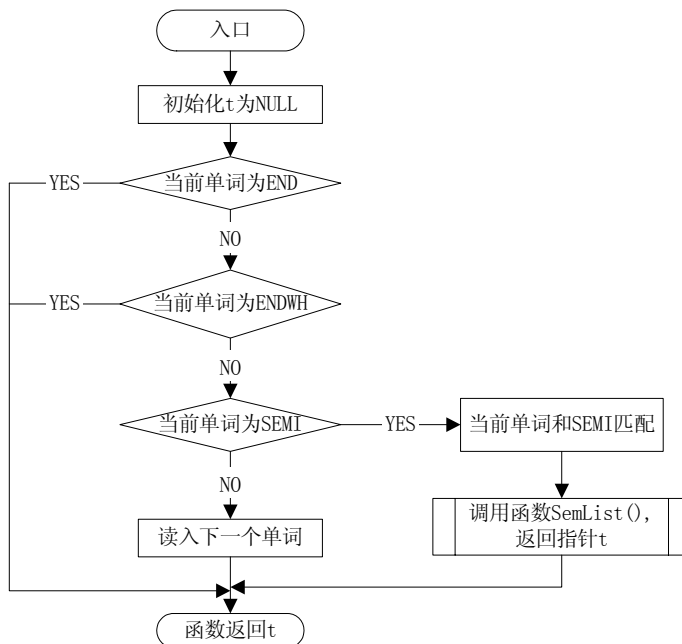 入口
初始化t为NULL
当前单词为END
YES
NO
当前单词为ENDWH
YES
NO
当前单词为SEMI
YES
当前单词和SEMI匹配
NO
读入下一个单词
调用函数SemList(),
返回指针t
函数返回t